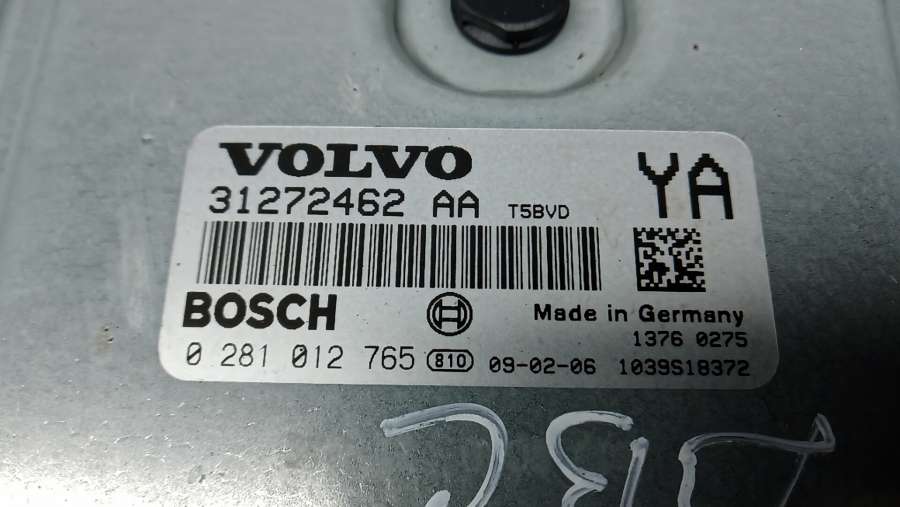 VOLVO
31272462 AA T5BVD
YA
BOSCH
Made in Germany
1376 0275
0 281 012 765 810 09-02-06 1039S18372